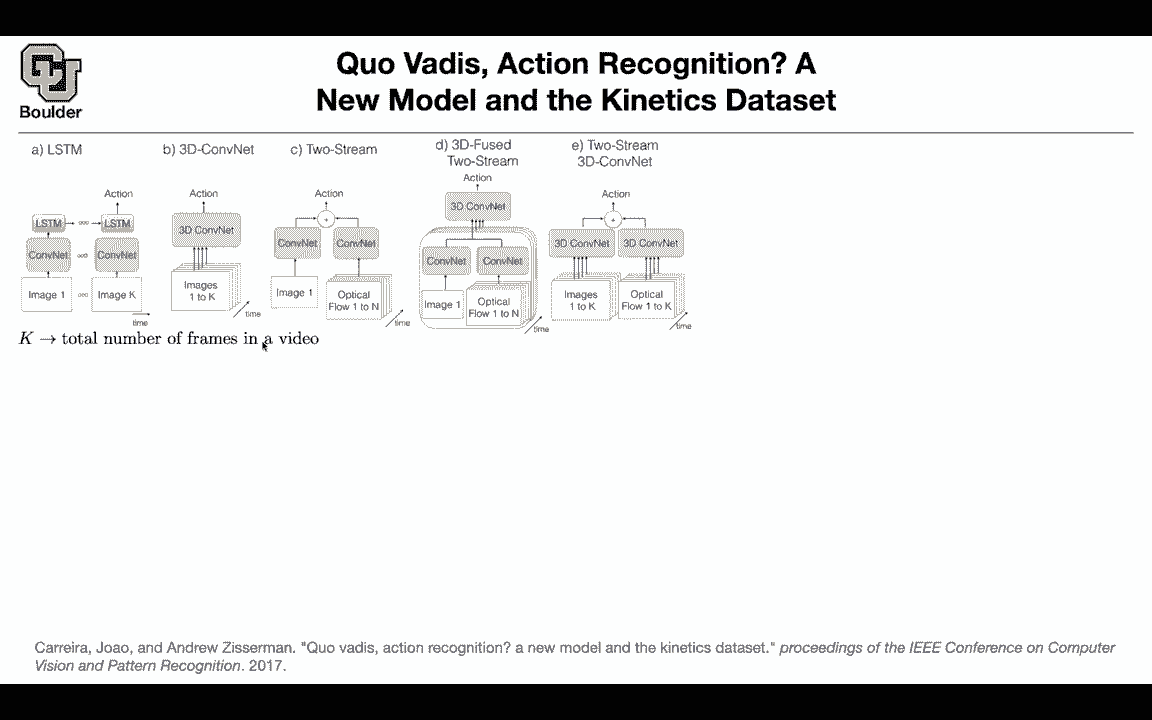 Boulder
Quo Vadis, Action Recognition? A
New Model and the Kinetics Dataset
a) LSTM
Action
LSTM
LSTM
ConvNet
ConvNet
Image 1
Image K
time
b) 3D-ConvNet
Action
3D ConvNet
Images
1 to K
time
c) Two-Stream
Action
+
ConvNet
ConvNet
Image 1
Optical
Flow 1 to N
time
d) 3D-Fused
Two-Stream
Action
3D ConvNet
ConvNet
ConvNet
Image 1
Optical
Flow 1 to N
time
e) Two-Stream
3D-ConvNet
Action
+
3D ConvNet
3D ConvNet
Images
1 to K
Optical
Flow 1 to K
time
K → total number of frames in a video
Carreira, Joao, and Andrew Zisserman. "Quo vadis, action recognition? a new model and the kinetics dataset." proceedings of the IEEE Conference on Computer
Vision and Pattern Recognition. 2017.